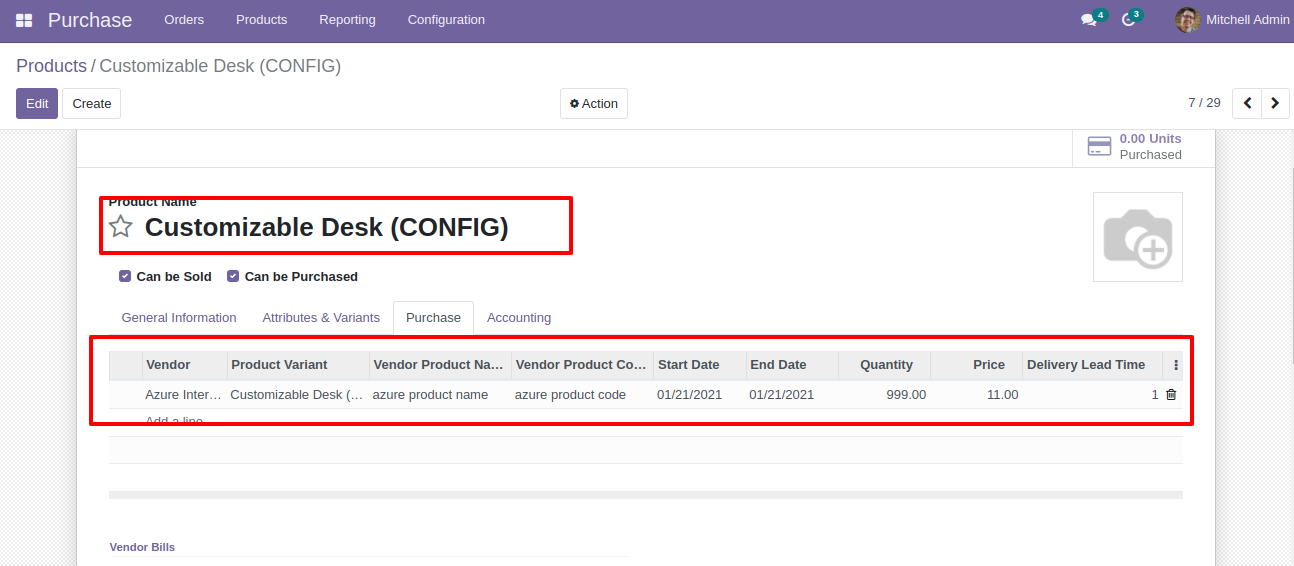 Purchase Orders Products Reporting Configuration 4 3 Mitchell Admin
Products / Customizable Desk (CONFIG)
Edit Create Action 7 / 29
0.00 Units
Purchased
Product Name
Customizable Desk (CONFIG)
Can be Sold Can be Purchased
General Information Attributes & Variants Purchase Accounting
Vendor Product Variant Vendor Product Na... Vendor Product Co... Start Date End Date Quantity Price Delivery Lead Time
Azure Inter... Customizable Desk (... azure product name azure product code 01/21/2021 01/21/2021 999.00 11.00 1
Add a line
Vendor Bills